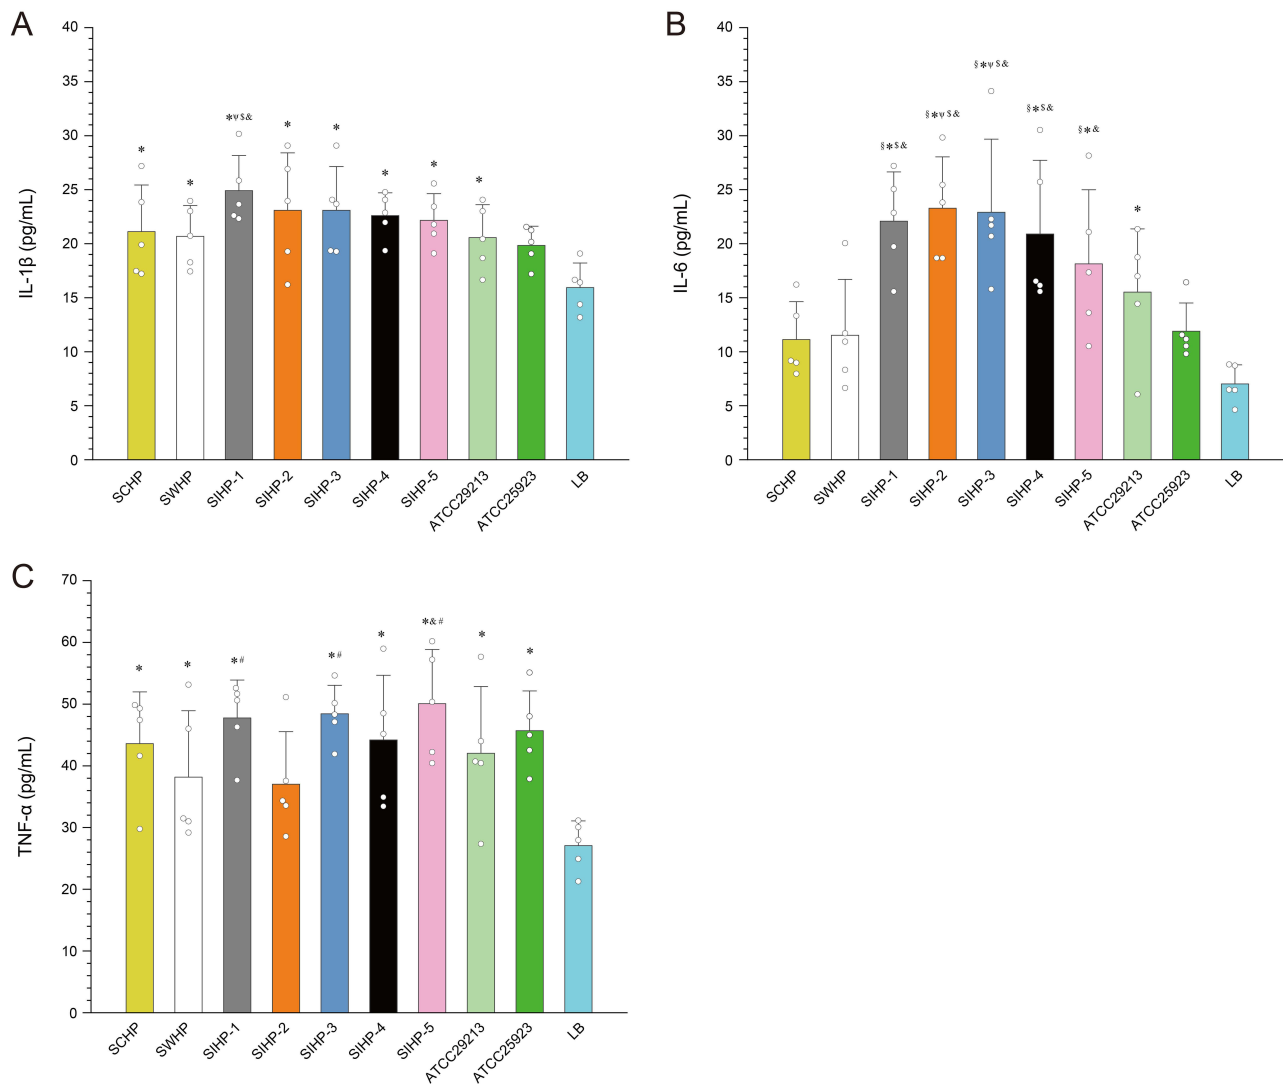 A
IL-1β (pg/mL)
40
35
30
25
20
15
10
5
0
*
*
*ψ$&
*
*
*
*
*
SCHP
SWHP
SIHP-1
SIHP-2
SIHP-3
SIHP-4
SIHP-5
ATCC29213
ATCC25923
LB
B
IL-6 (pg/mL)
40
35
30
25
20
15
10
5
0
§*$&
§*ψ$&
§*ψ$&
§*$&
§*&
*
SCHP
SWHP
SIHP-1
SIHP-2
SIHP-3
SIHP-4
SIHP-5
ATCC29213
ATCC25923
LB
C
TNF-α (pg/mL)
70
60
50
40
30
20
10
0
*
*
*#
*#
*
*&#
*
*
SCHP
SWHP
SIHP-1
SIHP-2
SIHP-3
SIHP-4
SIHP-5
ATCC29213
ATCC25923
LB